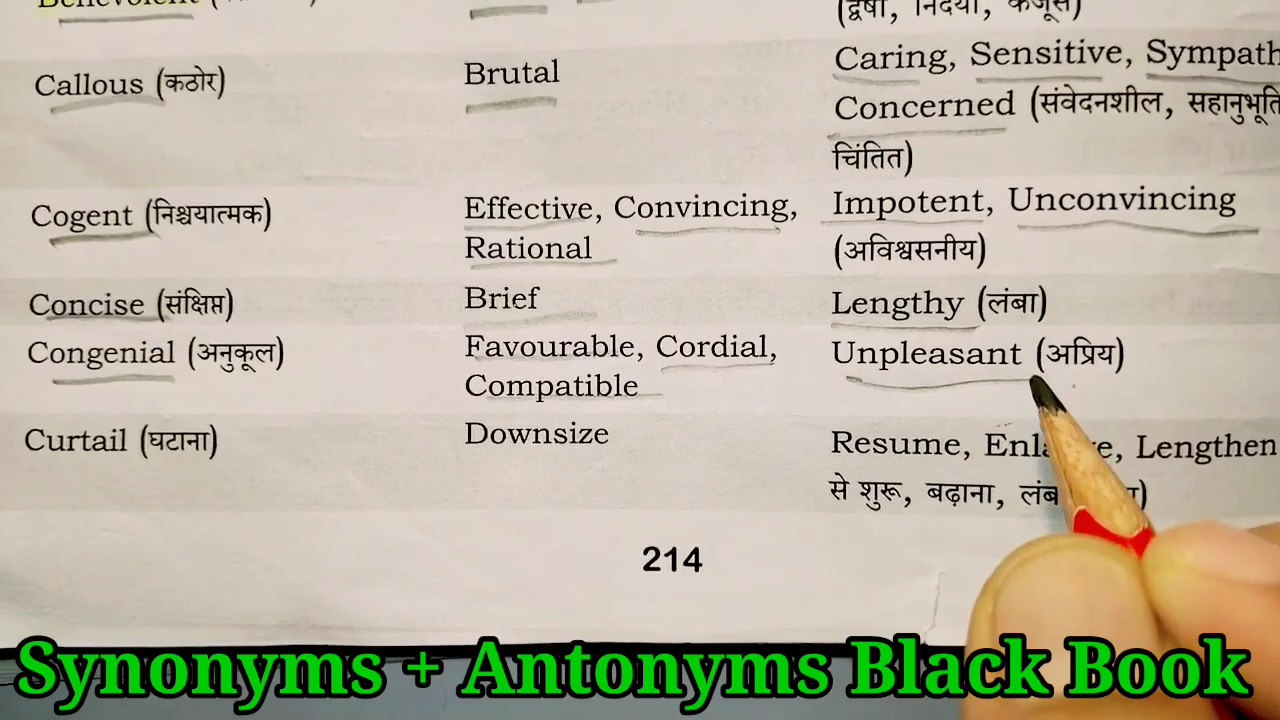 Benevolent
(द्वेषी, निर्दयी, कंजूस)
Callous (कठोर) Brutal Caring, Sensitive, Sympath
Concerned (संवेदनशील, सहानुभूति
चिंतित)
Cogent (निश्चयात्मक) Effective, Convincing, Impotent, Unconvincing
Rational (अविश्वसनीय)
Concise (संक्षिप्त) Brief Lengthy (लंबा)
Congenial (अनुकूल) Favourable, Cordial, Unpleasant (अप्रिय)
Compatible
Curtail (घटाना) Downsize Resume, Lengthen
से शुरू, बढ़ाना,
214
Synonyms + Antonyms Black Book